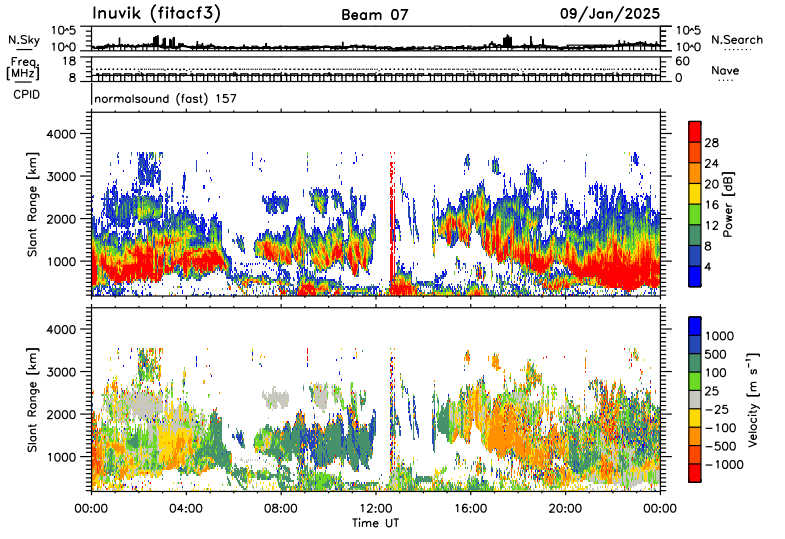 Inuvik (fitacf3) Beam 07 09/Jan/2025
N.Sky 10^5 10^5 N.Search
10^0 10^0
Freq. 18 60 Nave
[MHz] 8 0
CPID normalsound (fast) 157
4000
3000
2000
1000
Slant Range [km]
28
24
20
16
12
8
4
Power [dB]
4000
3000
2000
1000
Slant Range [km]
1000
500
100
25
-25
-100
-500
-1000
Velocity [m s^-1]
00:00 04:00 08:00 12:00 16:00 20:00 00:00
Time UT